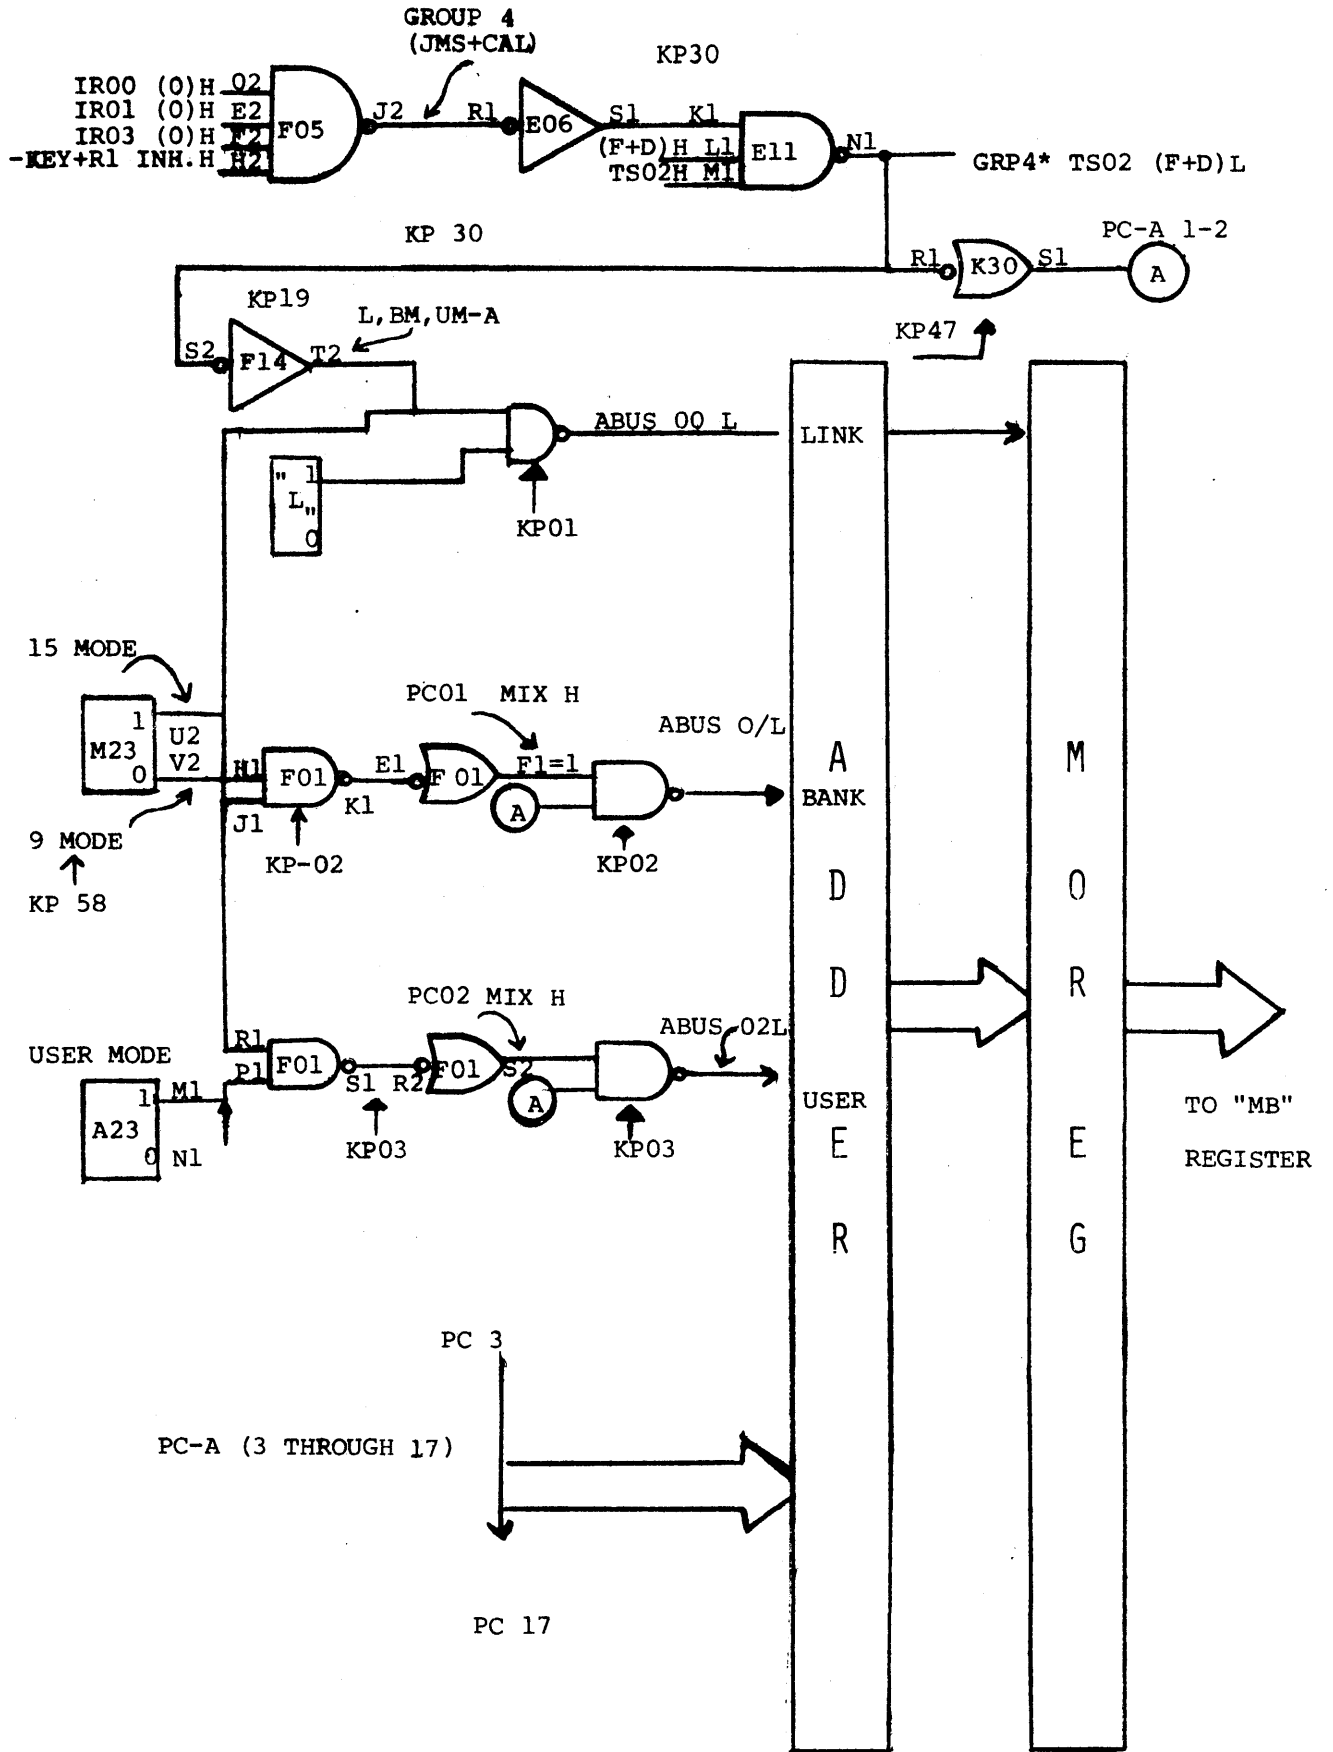 GROUP 4
(JMS+CAL)
KP30
IR00 (0)H O2
IR01 (0)H E2
IR03 (0)H F2
-KEY+R1 INH.H H2
F05
J2
R1
E06
S1
K1
(F+D)H L1
TS02H M1
E11
N1
GRP4* TS02 (F+D)L
KP 30
PC-A 1-2
R1
K30
S1
A
KP19
L,BM,UM-A
KP47
S2
F14
T2
ABUS 00 L
LINK
" 1
L"
0
KP01
15 MODE
PC01 MIX H
ABUS O/L
1
U2
M23
V2
0
H1
F01
E1
F 01
F1=1
K1
A
BANK
J1
9 MODE
KP-02
KP02
KP 58
PC02 MIX H
ABUS 02L
USER MODE
R1
P1
F01
S1
R2
F01
S2
A
USER
1
M1
A23
0
N1
KP03
KP03
A
D
D
E
R
M
O
R
E
G
TO "MB"
REGISTER
PC 3
PC-A (3 THROUGH 17)
PC 17